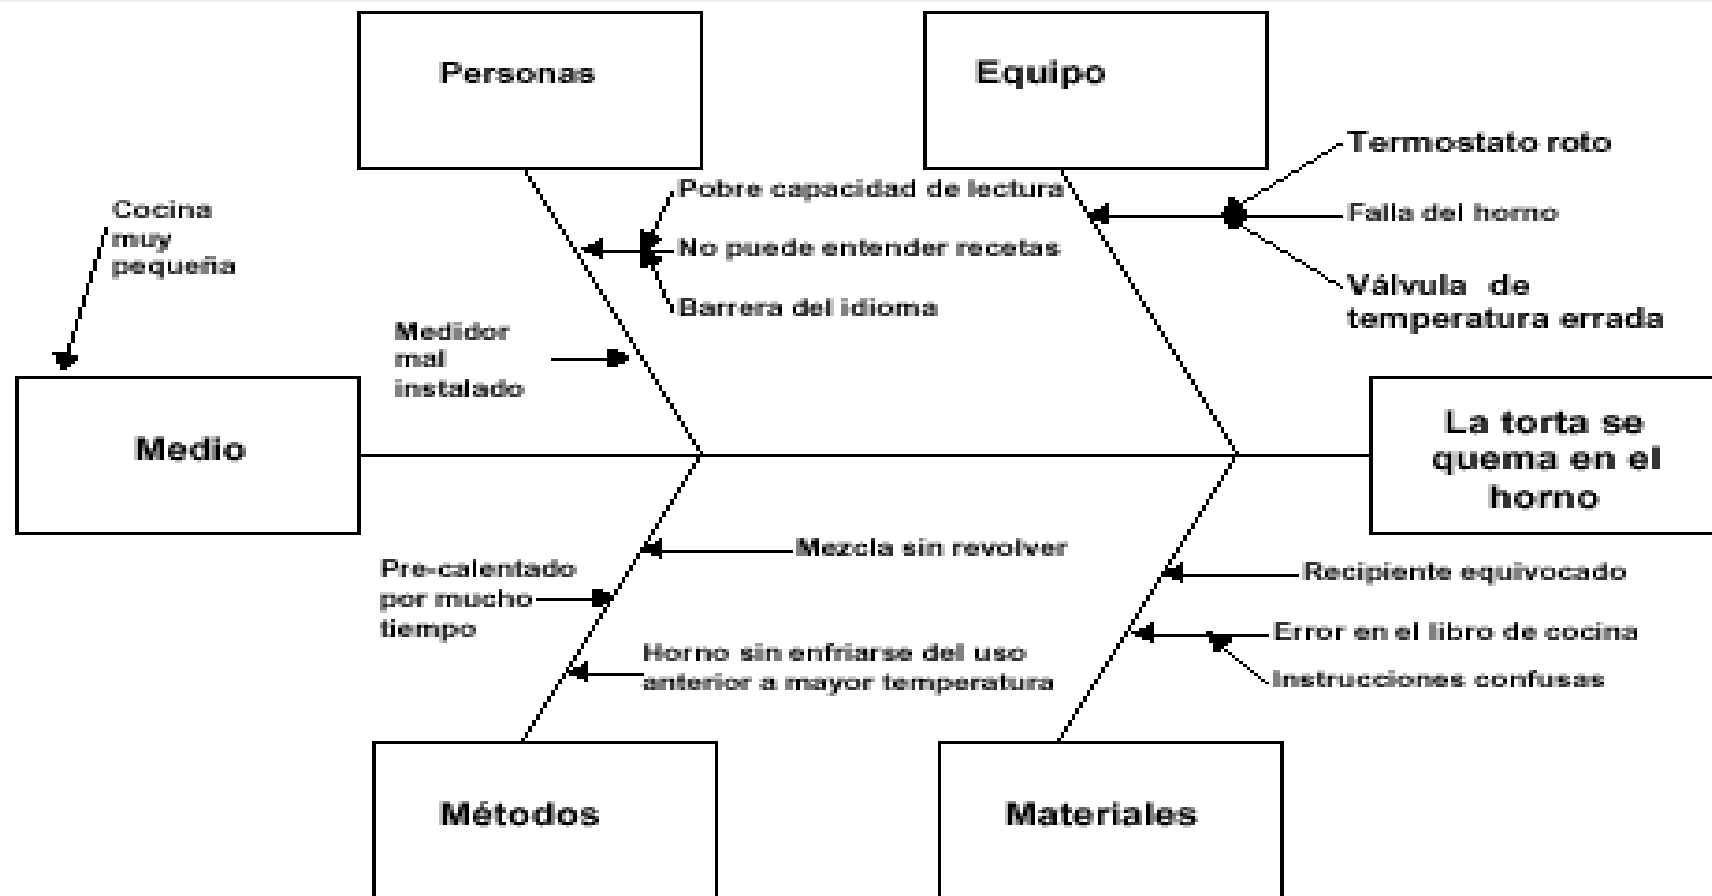 Personas
Equipo
Termostato roto
Pobre capacidad de lectura
Cocina
muy
pequeña
Falla del horno
No puede entender recetas
Válvula de
temperatura errada
Barrera del idioma
Medidor
mal
instalado
Medio
La torta se
quema en el
horno
Mezcla sin revolver
Pre-calentado
por mucho
tiempo
Recipiente equivocado
Error en el libro de cocina
Horno sin enfriarse del uso
anterior a mayor temperatura
Instrucciones confusas
Métodos
Materiales